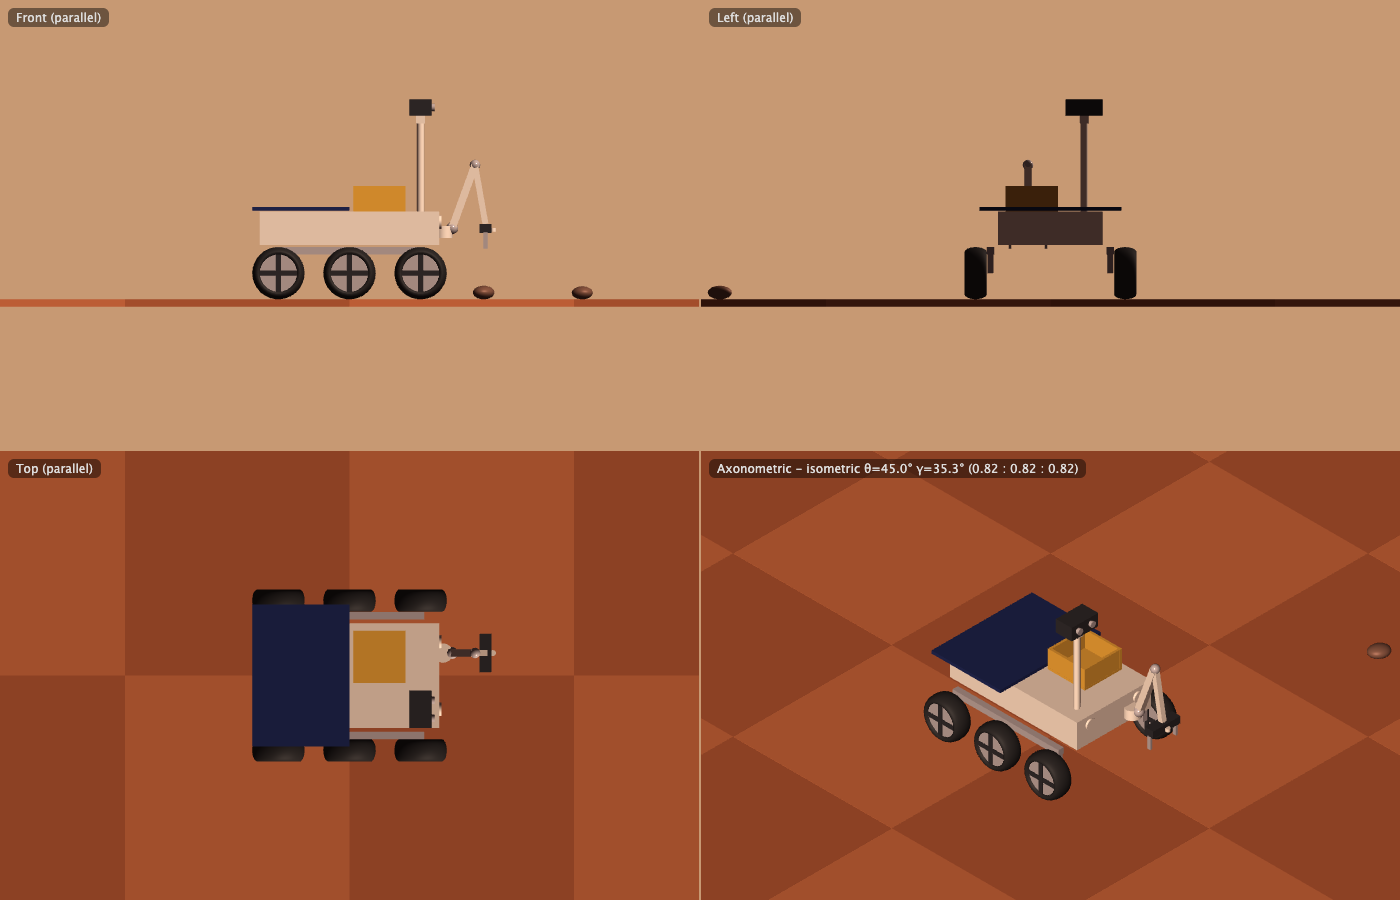 Front (parallel)
Left (parallel)
Top (parallel)
Axonometric – isometric θ=45.0° γ=35.3° (0.82 : 0.82 : 0.82)